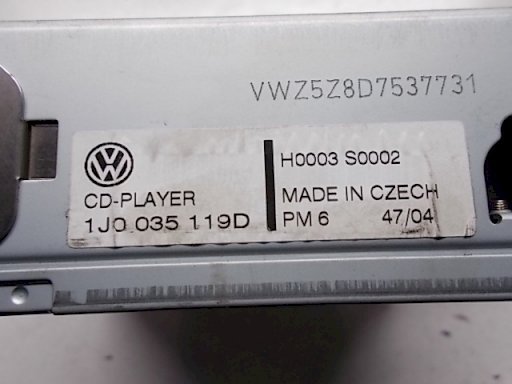 VWZ5Z8D7537731
H0003 S0002
CD-PLAYER
MADE IN CZECH
1J0 035 119D
PM 6 47/04